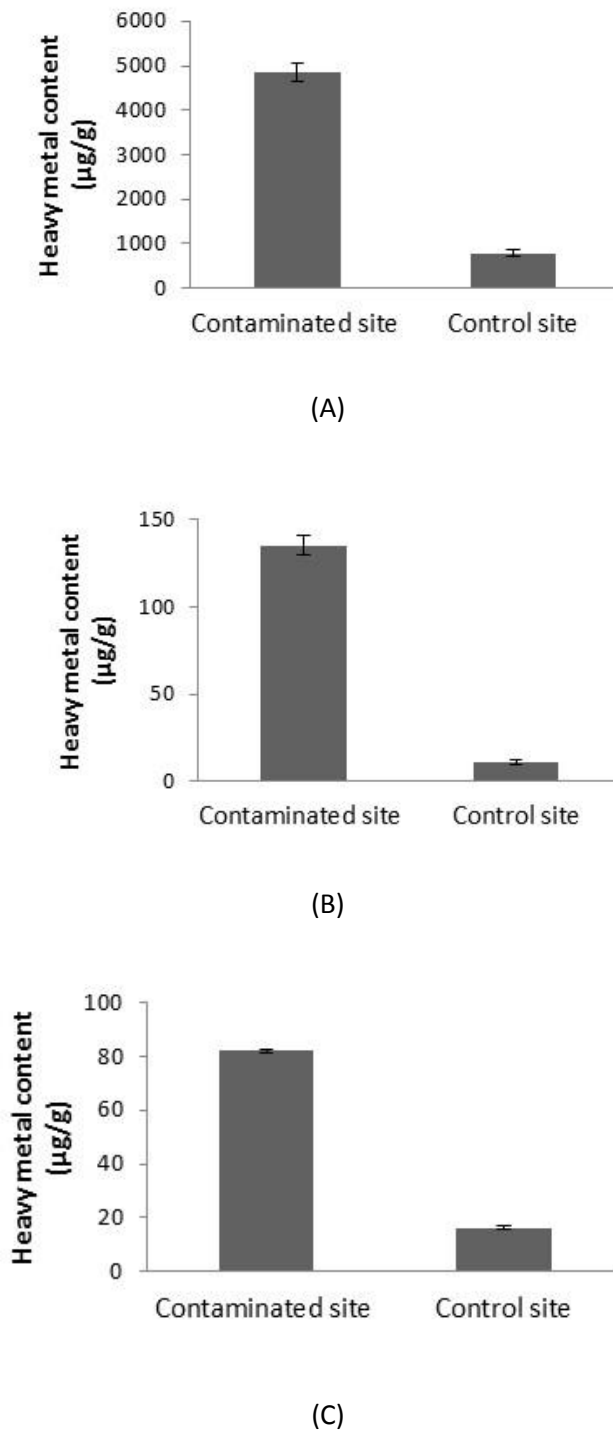 Heavy metal content
(µg/g)
6000
5000
4000
3000
2000
1000
0
Contaminated site
Control site
(A)
Heavy metal content
(µg/g)
150
100
50
0
Contaminated site
Control site
(B)
Heavy metal content
(µg/g)
100
80
60
40
20
0
Contaminated site
Control site
(C)